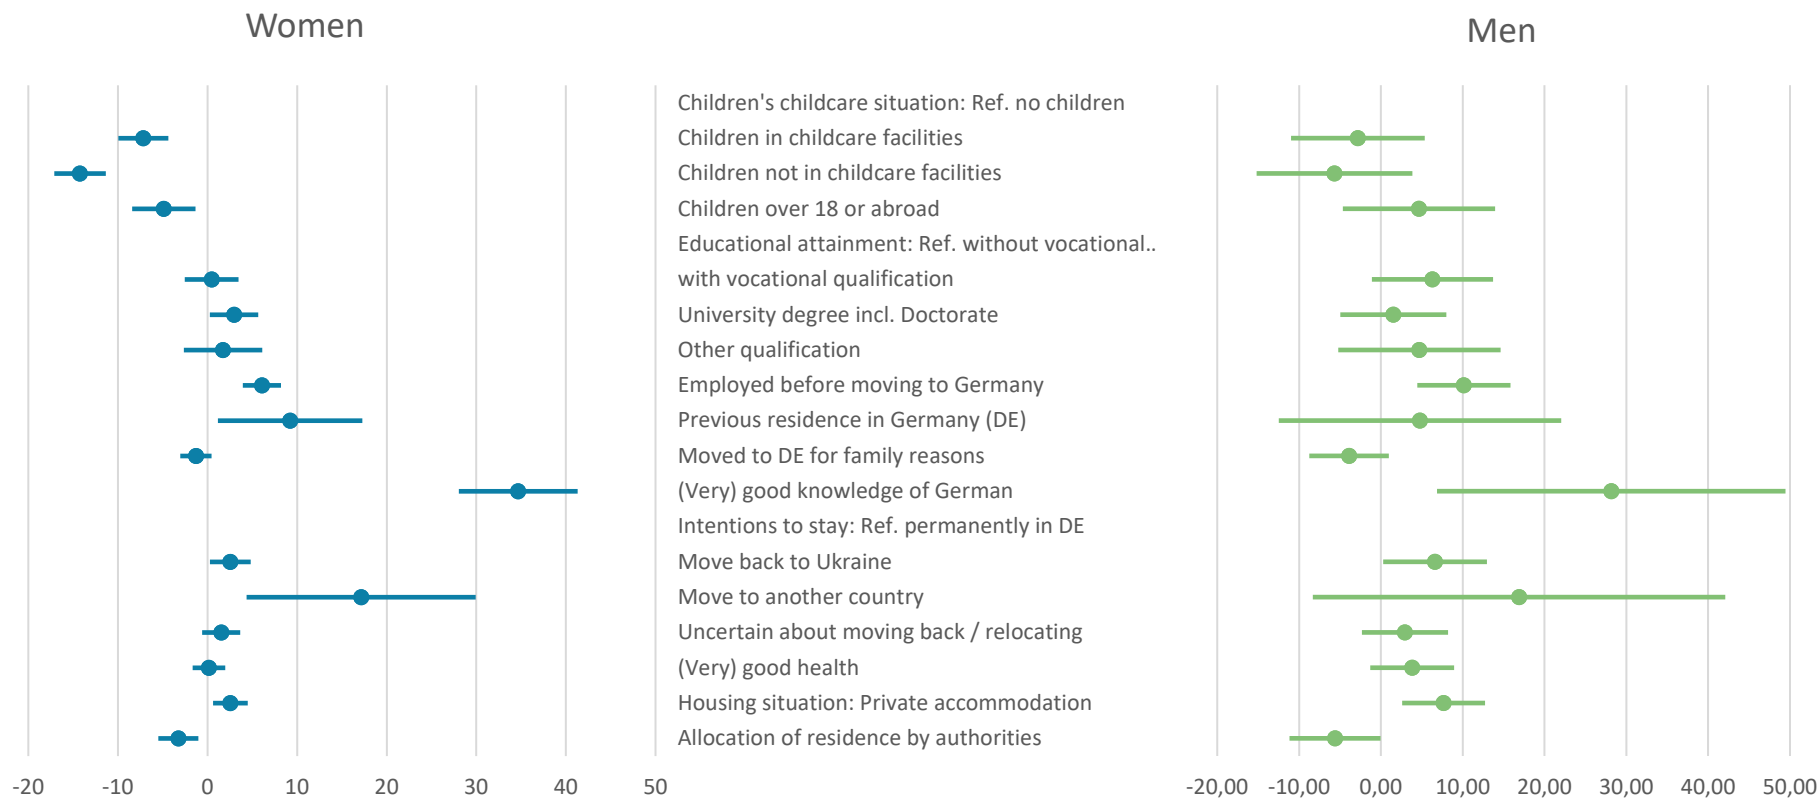 Women
Men
Children's childcare situation: Ref. no children
Children in childcare facilities
Children not in childcare facilities
Children over 18 or abroad
Educational attainment: Ref. without vocational..
with vocational qualification
University degree incl. Doctorate
Other qualification
Employed before moving to Germany
Previous residence in Germany (DE)
Moved to DE for family reasons
(Very) good knowledge of German
Intentions to stay: Ref. permanently in DE
Move back to Ukraine
Move to another country
Uncertain about moving back / relocating
(Very) good health
Housing situation: Private accommodation
Allocation of residence by authorities
-20 -10 0 10 20 30 40 50
-20,00 -10,00 0,00 10,00 20,00 30,00 40,00 50,00